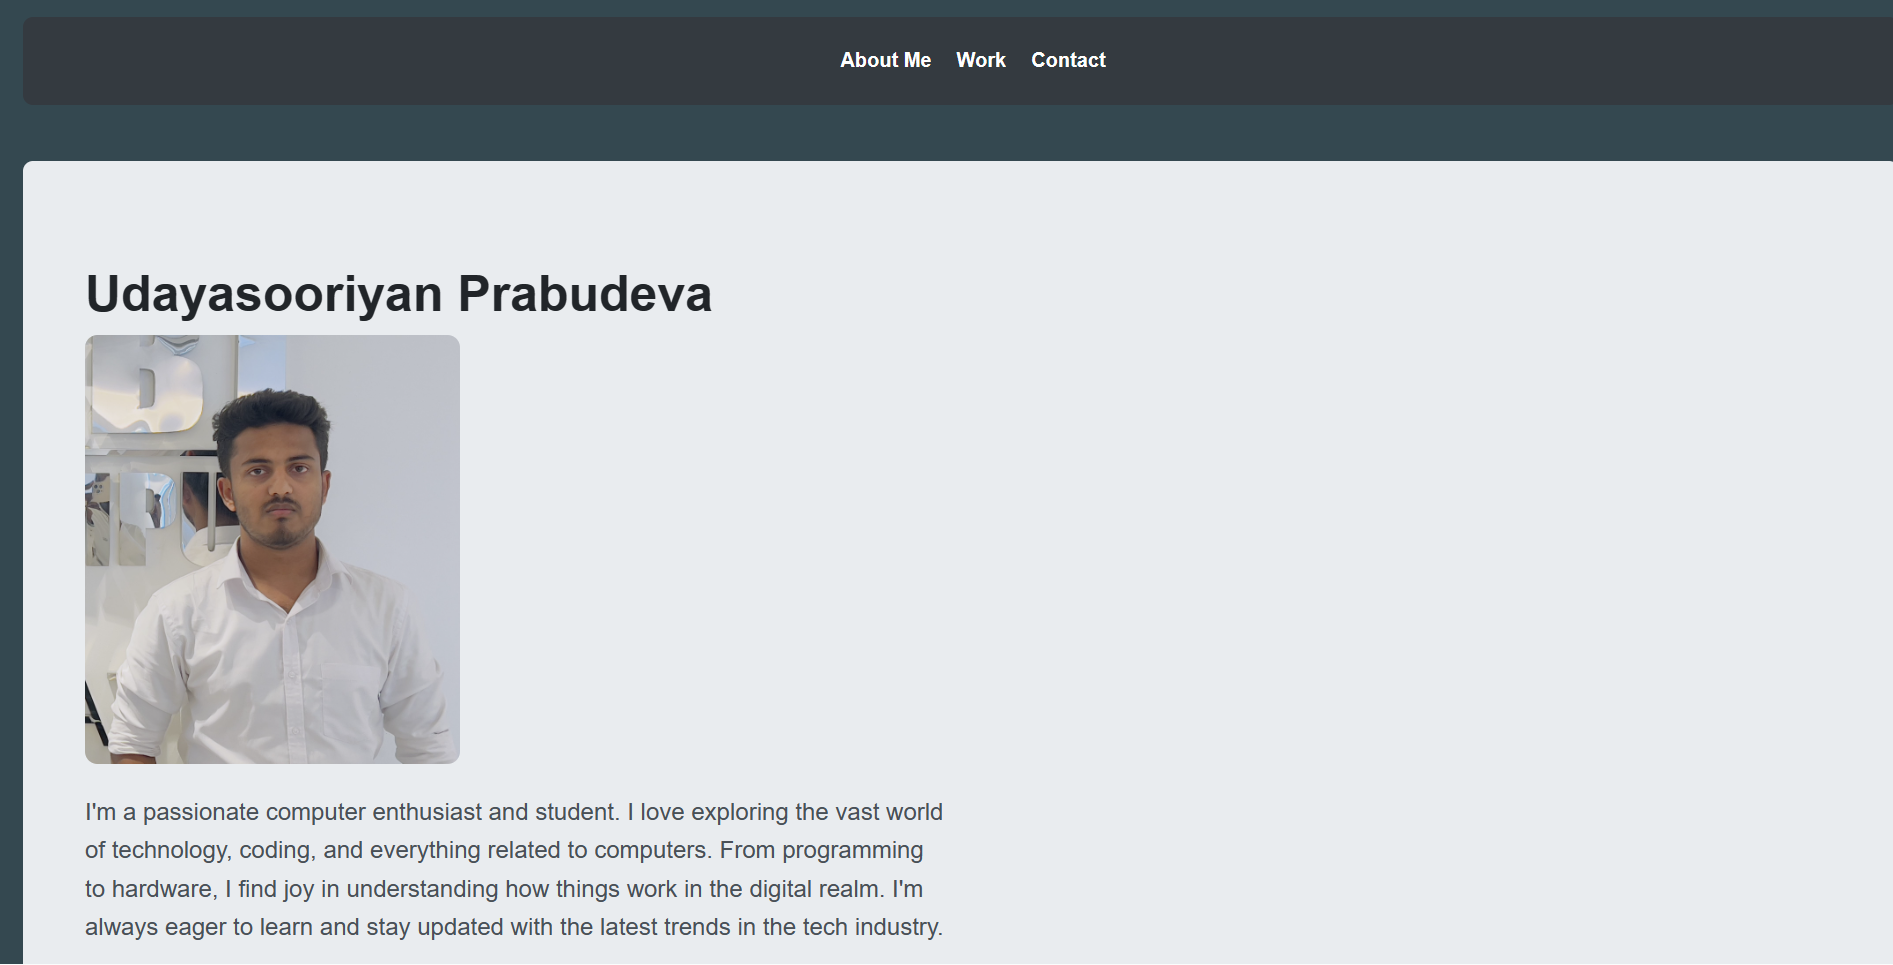 About Me Work Contact
Udayasooriyan Prabudeva
I'm a passionate computer enthusiast and student. I love exploring the vast world
of technology, coding, and everything related to computers. From programming
to hardware, I find joy in understanding how things work in the digital realm. I'm
always eager to learn and stay updated with the latest trends in the tech industry.